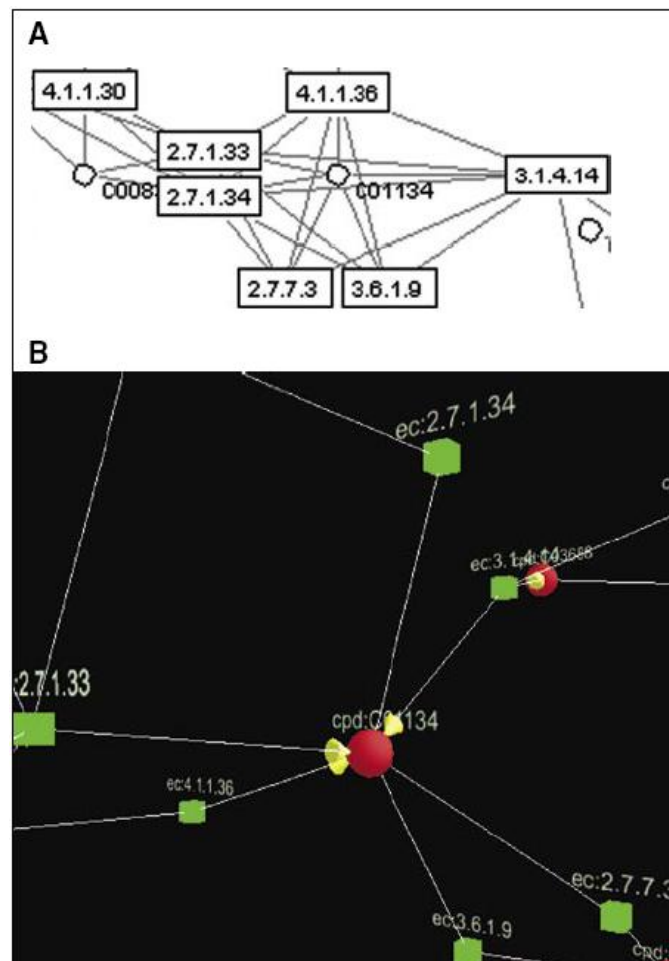 A
4.1.1.30
4.1.1.36
2.7.1.33
3.1.4.14
C008
C01134
2.7.1.34
2.7.7.3
3.6.1.9
B
ec:2.7.1.34
ec:3.1.4.14
:2.7.1.33
cpd:C01134
ec:4.1.1.36
ec:2.7.7.3
ec:3.6.1.9
cpd: